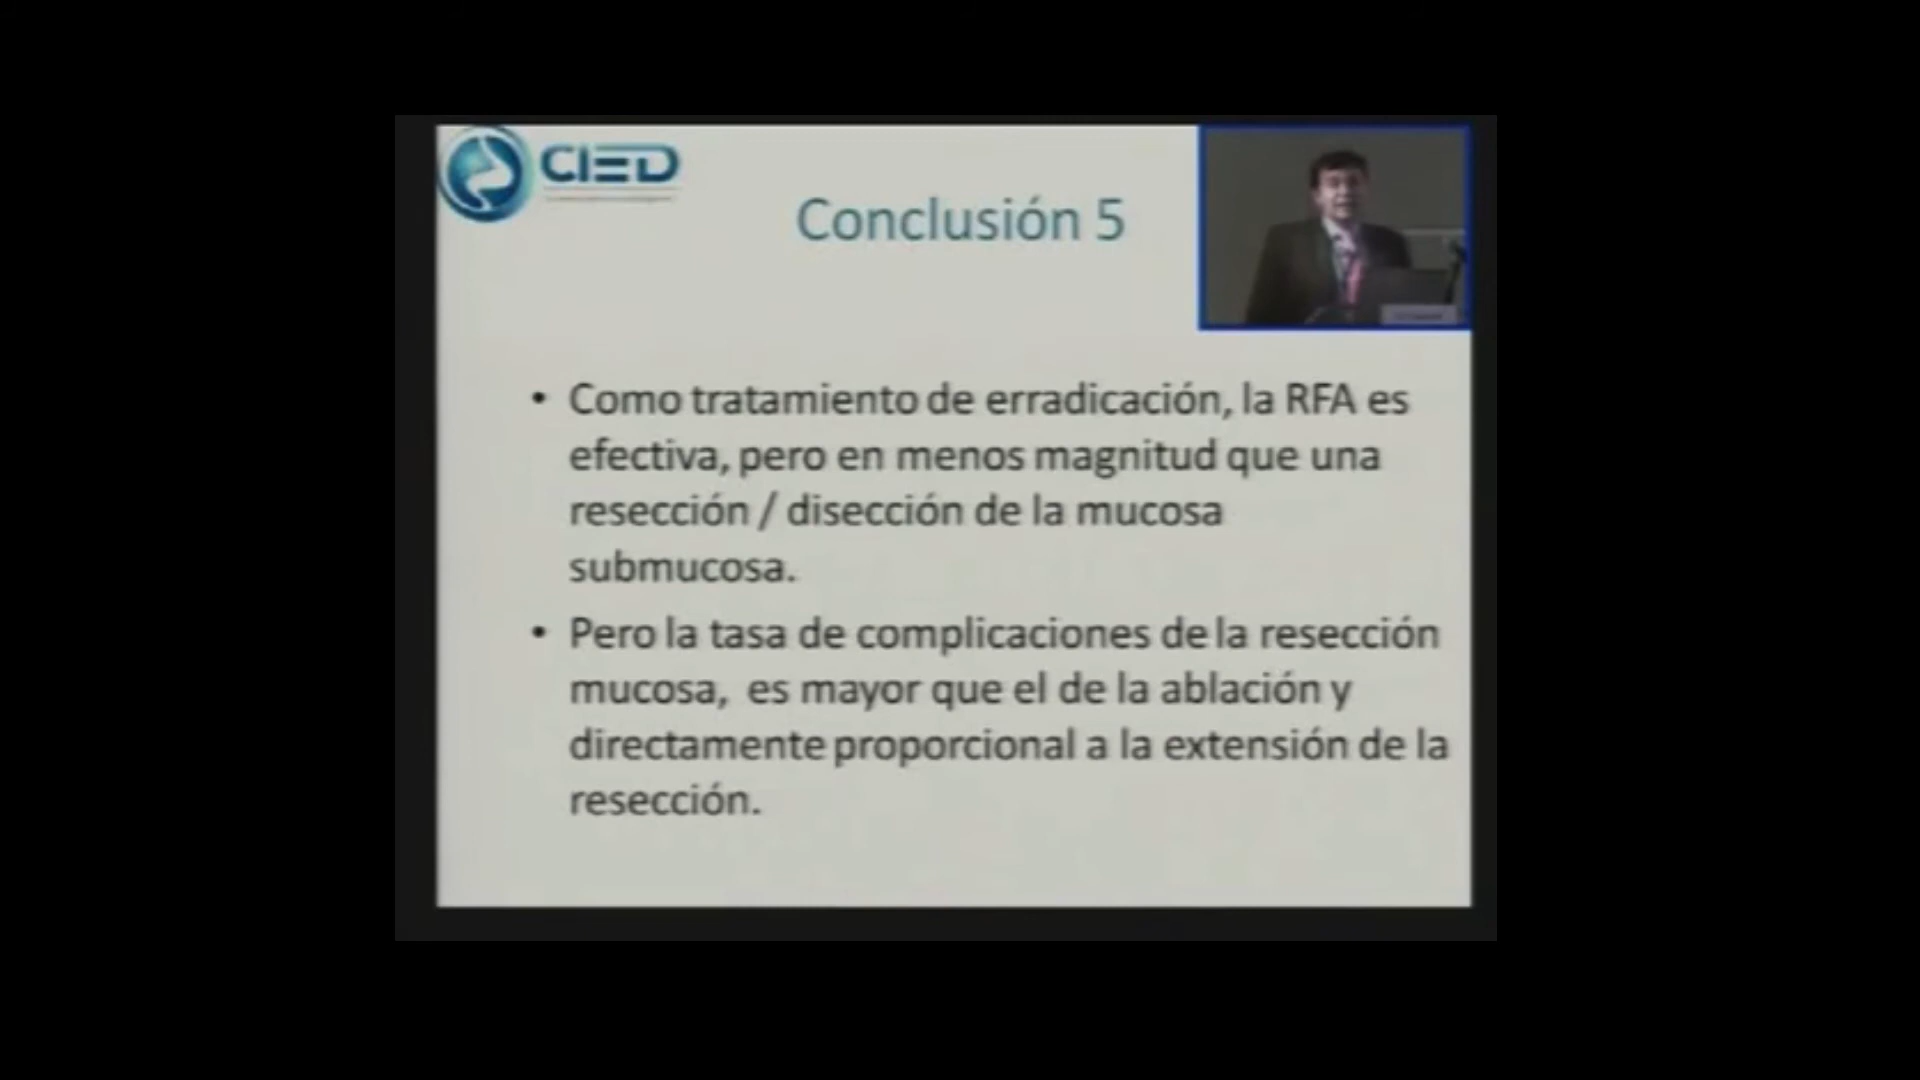 CIED
Conclusión 5
• Como tratamiento de erradicación, la RFA es
efectiva, pero en menos magnitud que una
resección / disección de la mucosa
submucosa.
• Pero la tasa de complicaciones de la resección
mucosa, es mayor que el de la ablación y
directamente proporcional a la extensión de la
resección.